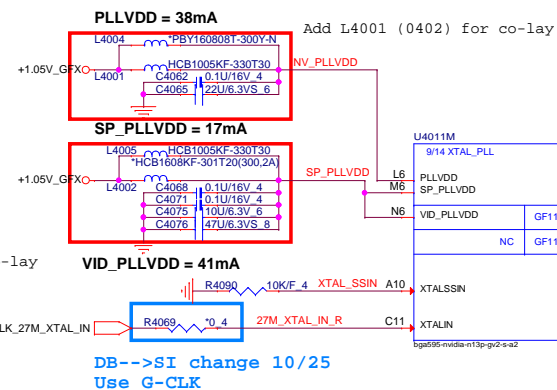 PLLVDD = 38mA
Add L4001 (0402) for co-lay
L4004 *PBY160808T-300Y-N
+1.05V_GFX
L4001 HCB1005KF-330T30 NV_PLLVDD
C4062 0.1U/16V_4
C4065 22U/6.3VS_6
SP_PLLVDD = 17mA
L4005 HCB1005KF-330T30
*HCB1608KF-301T20(300,2A)
+1.05V_GFX
L4002
SP_PLLVDD
C4068 0.1U/16V_4
C4071 0.1U/16V_4
C4075 10U/6.3V_6
C4076 47U/6.3VS_8
U4011M
9/14 XTAL_PLL
L6 PLLVDD
M6 SP_PLLVDD
N6 VID_PLLVDD
GF11
NC GF11
-lay
VID_PLLVDD = 41mA
R4090 10K/F_4 XTAL_SSIN A10 XTALSSIN
LK_27M_XTAL_IN R4069 *0_4 27M_XTAL_IN_R C11 XTALIN
bga595-nvidia-n13p-gv2-s-a2
DB-->SI change 10/25
Use G-CLK